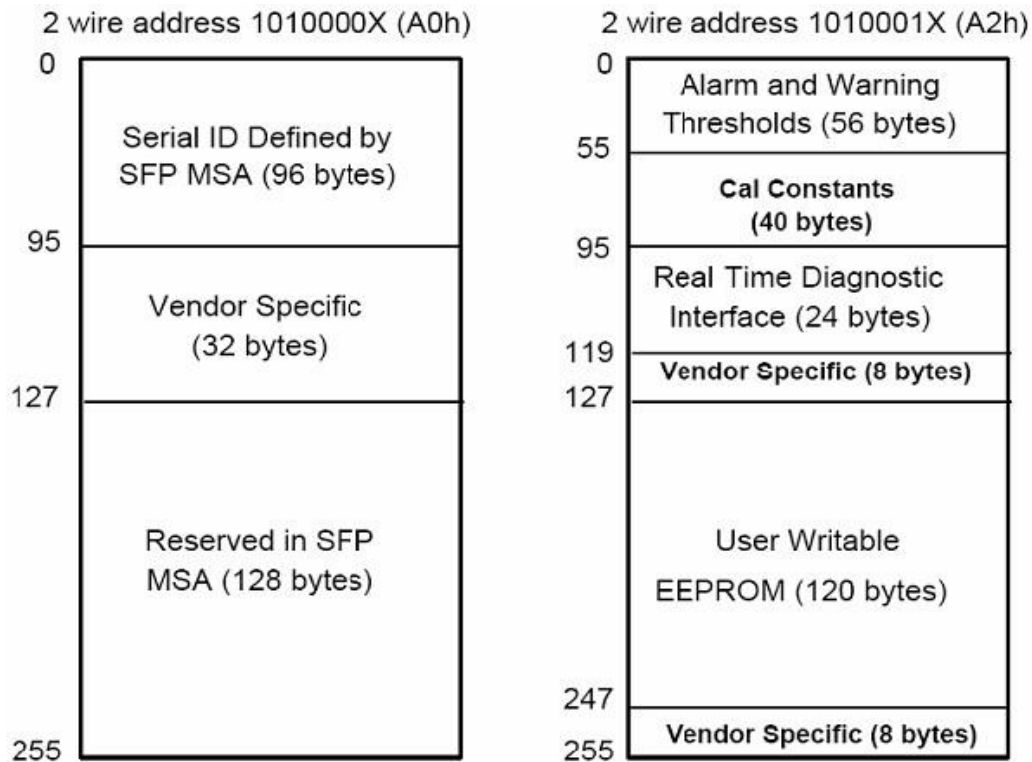 2 wire address 1010000X (A0h)
0
Serial ID Defined by
SFP MSA (96 bytes)
95
Vendor Specific
(32 bytes)
127
Reserved in SFP
MSA (128 bytes)
255
2 wire address 1010001X (A2h)
0
Alarm and Warning
Thresholds (56 bytes)
55
Cal Constants
(40 bytes)
95
Real Time Diagnostic
Interface (24 bytes)
119
Vendor Specific (8 bytes)
127
User Writable
EEPROM (120 bytes)
247
Vendor Specific (8 bytes)
255